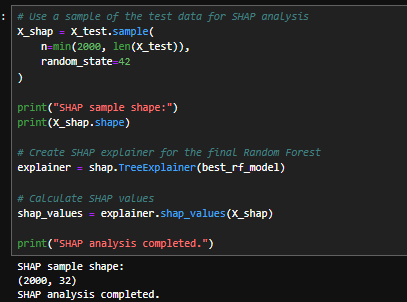 :
# Use a sample of the test data for SHAP analysis
X_shap = X_test.sample(
    n=min(2000, len(X_test)),
    random_state=42
)
print("SHAP sample shape:")
print(X_shap.shape)
# Create SHAP explainer for the final Random Forest
explainer = shap.TreeExplainer(best_rf_model)
# Calculate SHAP values
shap_values = explainer.shap_values(X_shap)
print("SHAP analysis completed.")
SHAP sample shape:
(2000, 32)
SHAP analysis completed.